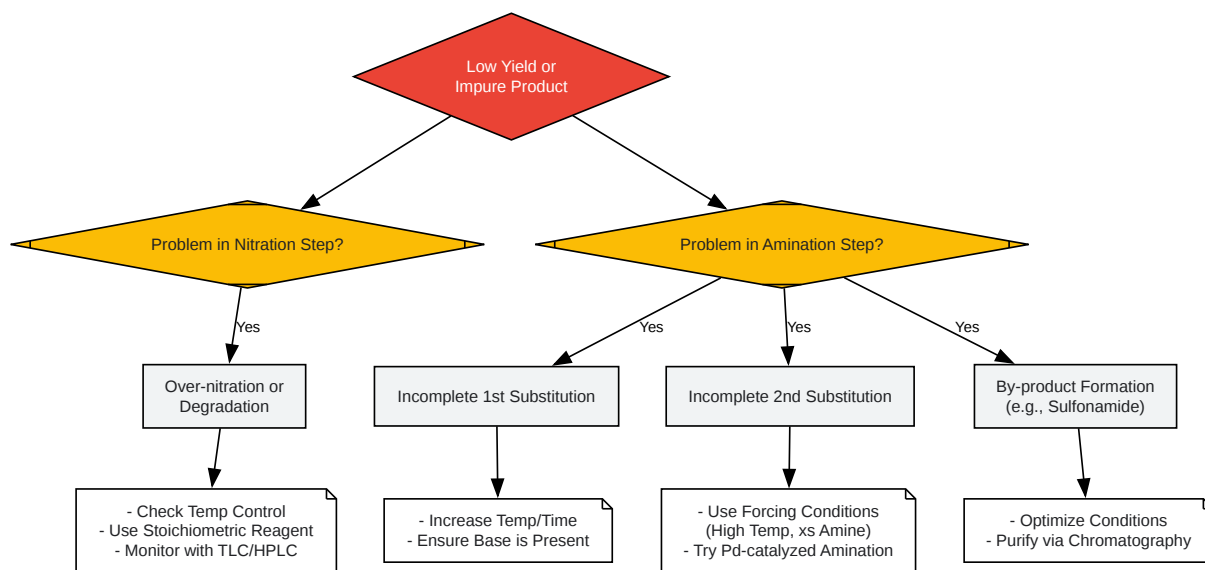 Low Yield or
Impure Product
Problem in Nitration Step?
Problem in Amination Step?
Yes
Yes
Yes
Yes
Over-nitration or
Degradation
Incomplete 1st Substitution
Incomplete 2nd Substitution
By-product Formation
(e.g., Sulfonamide)
- Check Temp Control
- Use Stoichiometric Reagent
- Monitor with TLC/HPLC
- Increase Temp/Time
- Ensure Base is Present
- Use Forcing Conditions
(High Temp, xs Amine)
- Try Pd-catalyzed Amination
- Optimize Conditions
- Purify via Chromatography